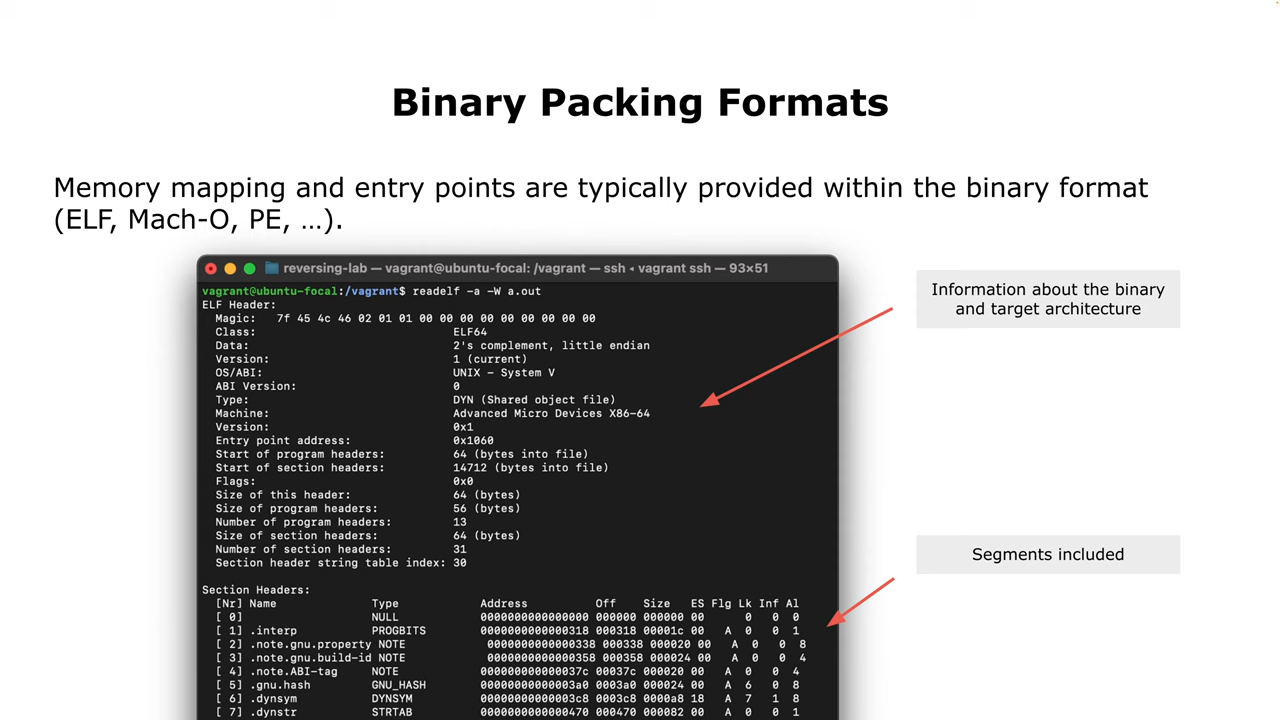 Binary Packing Formats
Memory mapping and entry points are typically provided within the binary format
(ELF, Mach-O, PE, …).
reversing-lab — vagrant@ubuntu-focal: /vagrant — ssh ◂ vagrant ssh — 93×51
vagrant@ubuntu-focal:/vagrant$ readelf -a -W a.out
ELF Header:
Magic: 7f 45 4c 46 02 01 01 00 00 00 00 00 00 00 00 00
Class: ELF64
Data: 2's complement, little endian
Version: 1 (current)
OS/ABI: UNIX - System V
ABI Version: 0
Type: DYN (Shared object file)
Machine: Advanced Micro Devices X86-64
Version: 0x1
Entry point address: 0x1060
Start of program headers: 64 (bytes into file)
Start of section headers: 14712 (bytes into file)
Flags: 0x0
Size of this header: 64 (bytes)
Size of program headers: 56 (bytes)
Number of program headers: 13
Size of section headers: 64 (bytes)
Number of section headers: 31
Section header string table index: 30
Section Headers:
[Nr] Name Type Address Off Size ES Flg Lk Inf Al
[ 0] NULL 0000000000000000 000000 000000 00 0 0 0
[ 1] .interp PROGBITS 0000000000000318 000318 00001c 00 A 0 0 1
[ 2] .note.gnu.property NOTE 0000000000000338 000338 000020 00 A 0 0 8
[ 3] .note.gnu.build-id NOTE 0000000000000358 000358 000024 00 A 0 0 4
[ 4] .note.ABI-tag NOTE 000000000000037c 00037c 000020 00 A 0 0 4
[ 5] .gnu.hash GNU_HASH 00000000000003a0 0003a0 000024 00 A 6 0 8
[ 6] .dynsym DYNSYM 00000000000003c8 0003c8 0000a8 18 A 7 1 8
[ 7] .dynstr STRTAB 0000000000000470 000470 000082 00 A 0 0 1
Information about the binary
and target architecture
Segments included